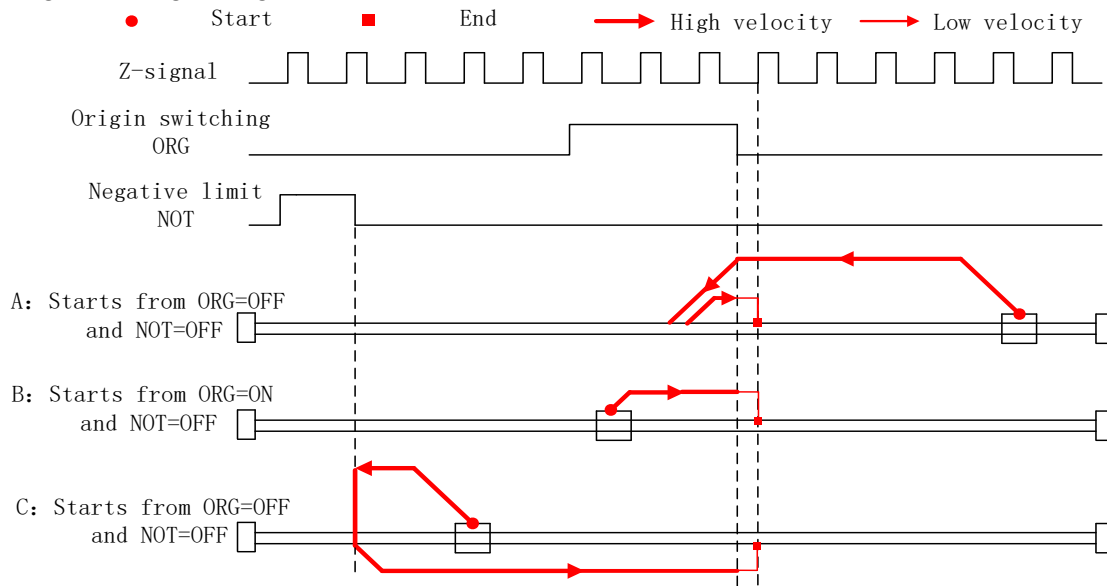 Start End High velocity Low velocity
Z-signal
Origin switching
ORG
Negative limit
NOT
A: Starts from ORG=OFF
and NOT=OFF
B: Starts from ORG=ON
and NOT=OFF
C: Starts from ORG=OFF
and NOT=OFF